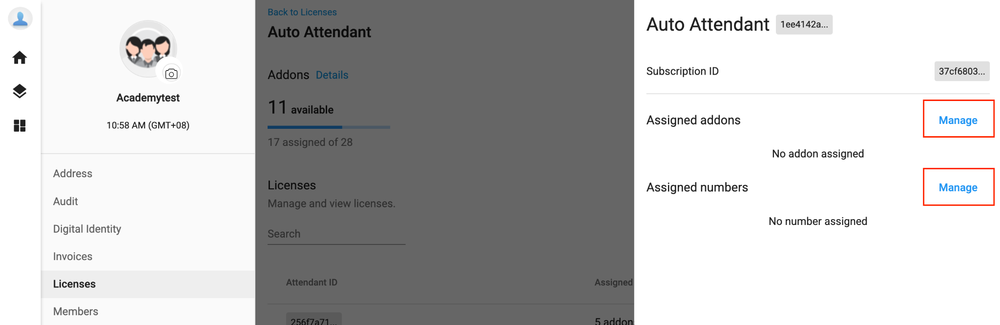 Academytest
10:58 AM (GMT+08)
Address
Audit
Digital Identity
Invoices
Licenses
Members
Back to Licenses
Auto Attendant
Addons Details
11 available
17 assigned of 28
Licenses
Manage and view licenses.
Search
Attendant ID Assigned
256f7a71... 5 addon
Auto Attendant 1ee4142a...
Subscription ID 37cf6803...
Assigned addons Manage
No addon assigned
Assigned numbers Manage
No number assigned